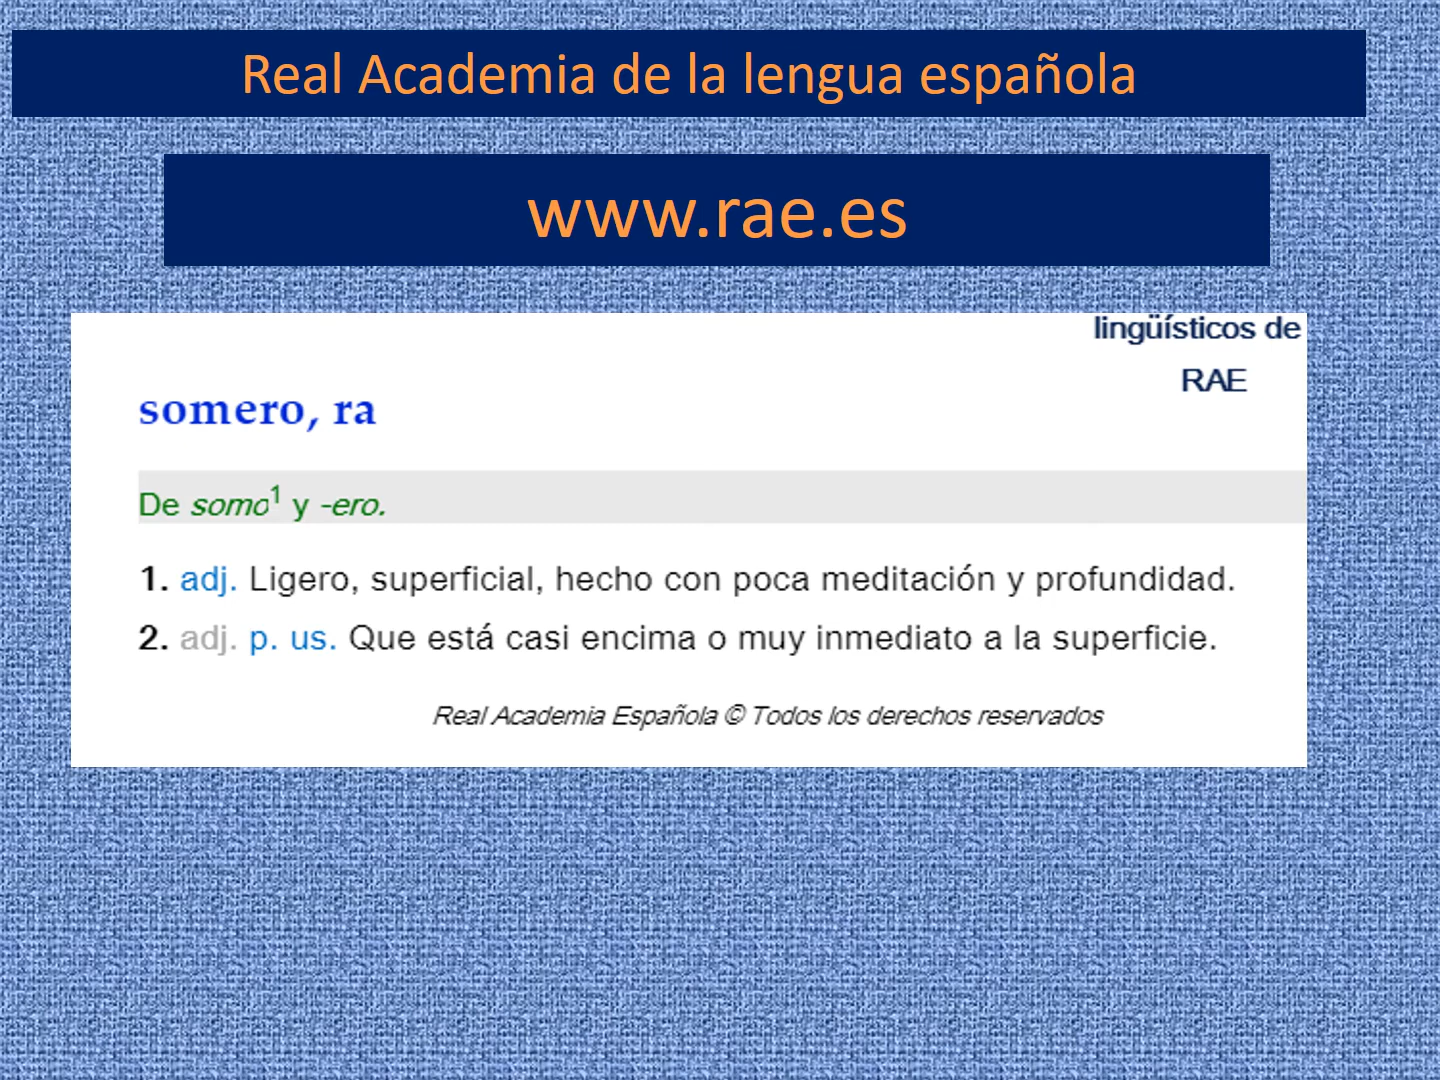 Real Academia de la lengua española
www.rae.es
lingüísticos de
RAE
somero, ra
De somo¹ y -ero.
1. adj. Ligero, superficial, hecho con poca meditación y profundidad.
2. adj. p. us. Que está casi encima o muy inmediato a la superficie.
Real Academia Española © Todos los derechos reservados